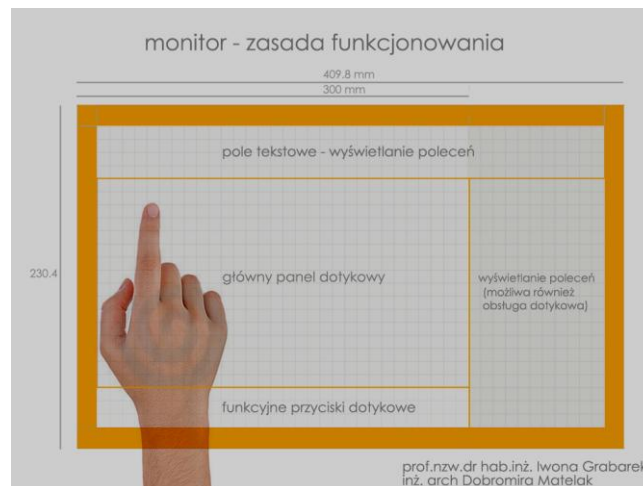 monitor - zasada funkcjonowania
409.8 mm
300 mm
pole tekstowe - wyświetlanie poleceń
230.4
główny panel dotykowy
wyświetlanie poleceń
(możliwa również
obsługa dotykowa)
funkcyjne przyciski dotykowe
prof.nzw.dr hab.inż. Iwona Grabarek
inż. arch Dobromira Matelak